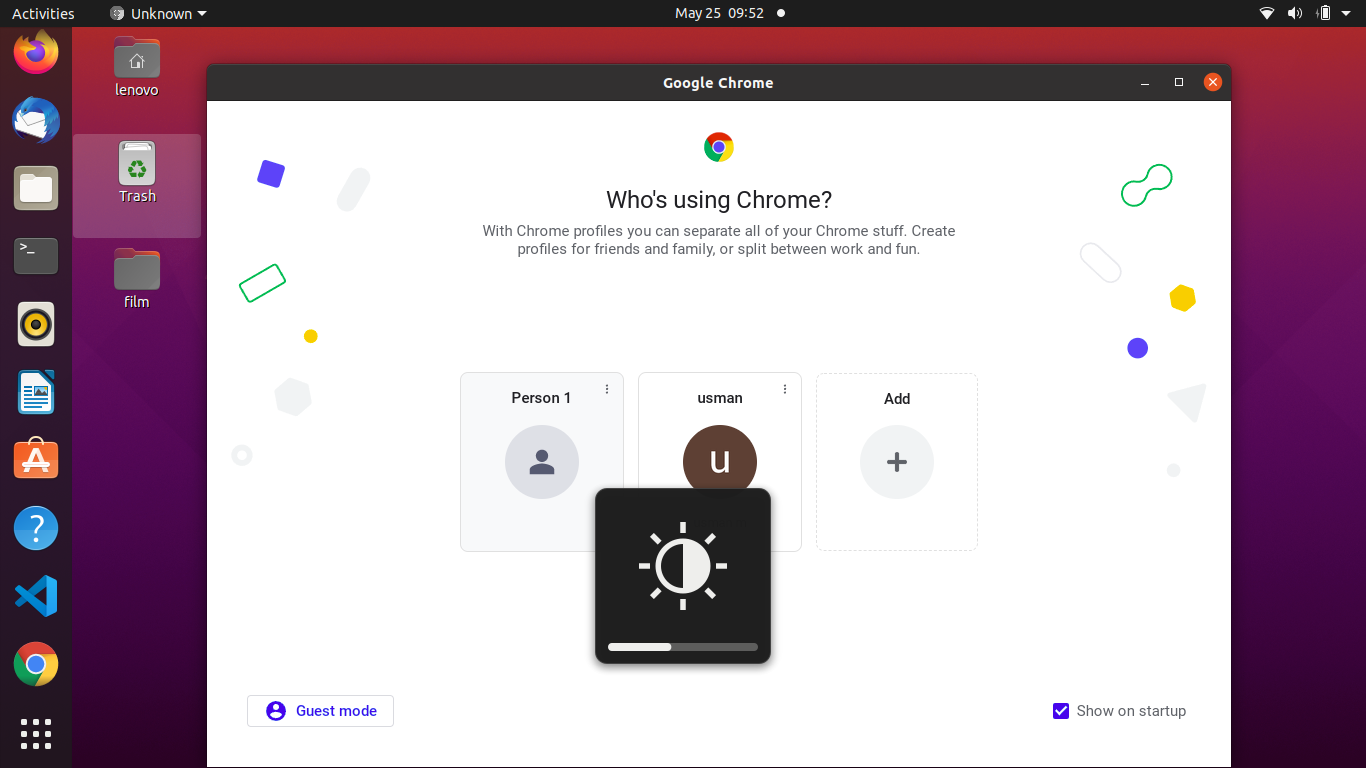 Activities
Unknown
May 25 09:52
lenovo
Trash
film
>_
?
Google Chrome
Who's using Chrome?
With Chrome profiles you can separate all of your Chrome stuff. Create
profiles for friends and family, or split between work and fun.
Person 1
usman
Add
u
Guest mode
Show on startup